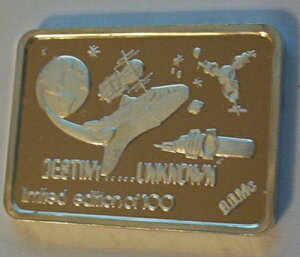 DESTINY.....UNKNOWN
limited edition of 100